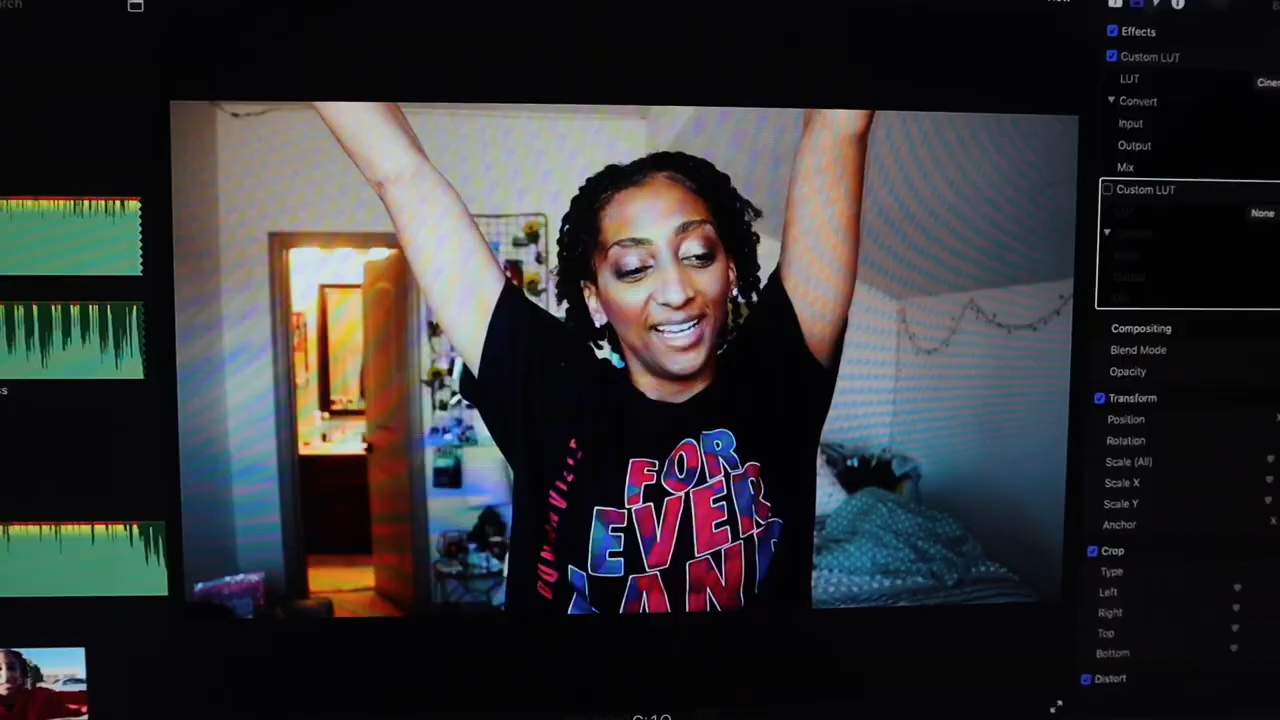 Effects
Custom LUT
LUT
Convert
Input
Output
Mix
Custom LUT
None
Compositing
Blend Mode
Opacity
Transform
Position
Rotation
Scale (All)
Scale X
Scale Y
Anchor
Crop
Type
Left
Right
Top
Bottom
Distort
FOR
EVER